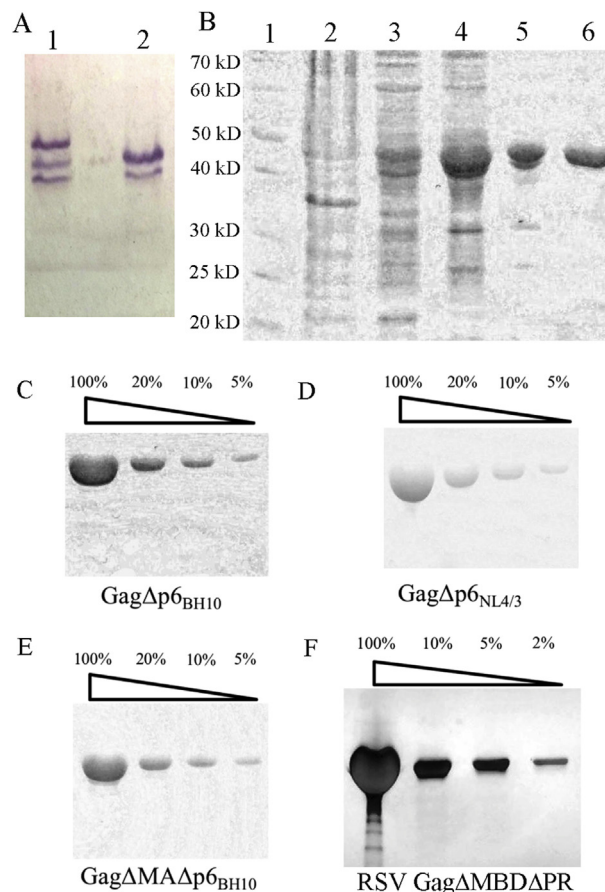 A
1 2
B
1 2 3 4 5 6
70 kD
60 kD
50 kD
40 kD
30 kD
25 kD
20 kD
C
100% 20% 10% 5%
GagΔp6BH10
D
100% 20% 10% 5%
GagΔp6NL4/3
E
100% 20% 10% 5%
GagΔMAΔp6BH10
F
100% 10% 5% 2%
RSV GagΔMBDΔPR